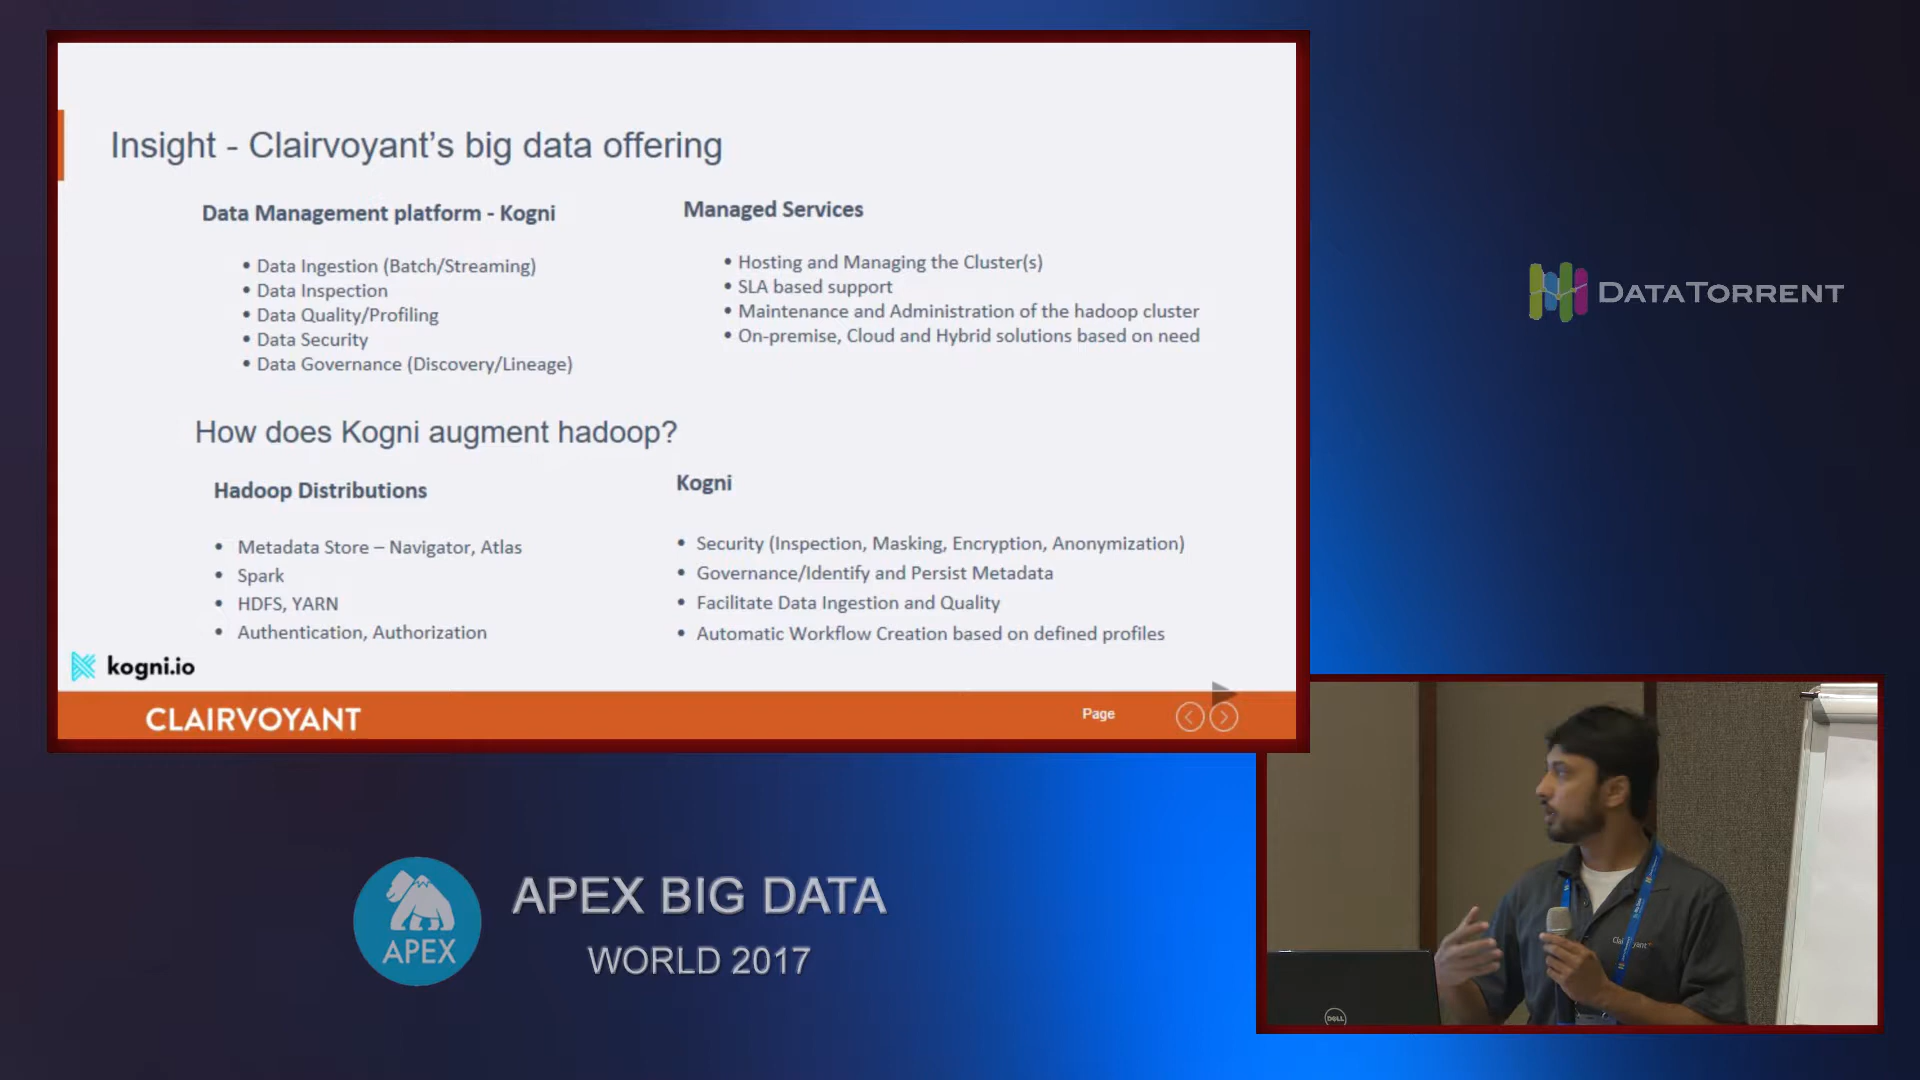 Insight - Clairvoyant's big data offering
Data Management platform - Kogni
• Data Ingestion (Batch/Streaming)
• Data Inspection
• Data Quality/Profiling
• Data Security
• Data Governance (Discovery/Lineage)
Managed Services
• Hosting and Managing the Cluster(s)
• SLA based support
• Maintenance and Administration of the hadoop cluster
• On-premise, Cloud and Hybrid solutions based on need
How does Kogni augment hadoop?
Hadoop Distributions
• Metadata Store – Navigator, Atlas
• Spark
• HDFS, YARN
• Authentication, Authorization
Kogni
• Security (Inspection, Masking, Encryption, Anonymization)
• Governance/Identify and Persist Metadata
• Facilitate Data Ingestion and Quality
• Automatic Workflow Creation based on defined profiles
kogni.io
CLAIRVOYANT
Page
DATATORRENT
APEX
APEX BIG DATA
WORLD 2017
DELL